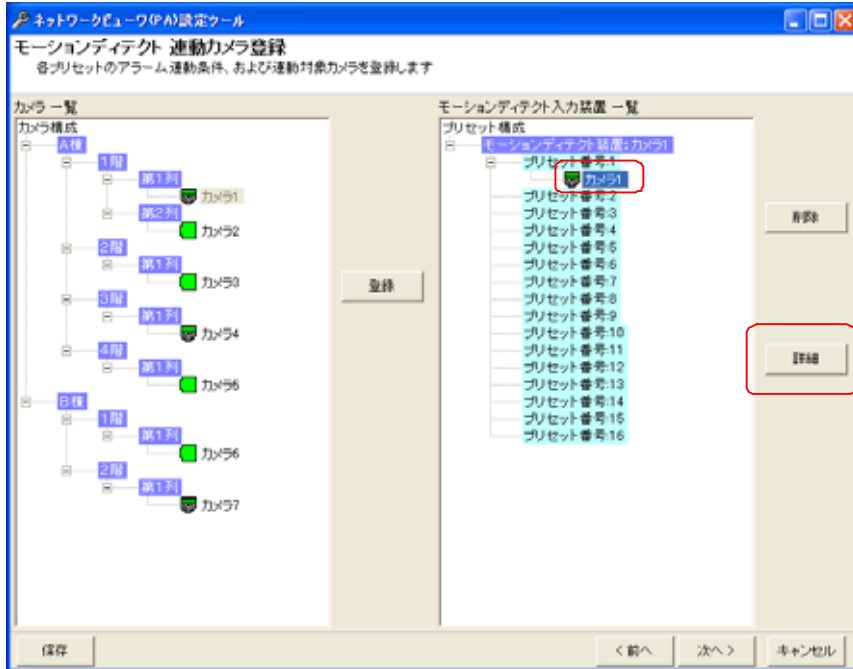 ネットワークビューワ(PA)設定ツール
モーションディテクト 連動カメラ登録
各プリセットのアラーム連動条件、および連動対象カメラを登録します
カメラ 一覧
カメラ構成
A棟
1階
第1列
カメラ1
第2列
カメラ2
2階
第1列
カメラ3
3階
第1列
カメラ4
4階
第1列
カメラ5
B棟
1階
第1列
カメラ6
2階
第1列
カメラ7
登録
モーションディテクト入力装置 一覧
プリセット構成
モーションディテクト装置:カメラ1
プリセット番号:1
カメラ1
プリセット番号:2
プリセット番号:3
プリセット番号:4
プリセット番号:5
プリセット番号:6
プリセット番号:7
プリセット番号:8
プリセット番号:9
プリセット番号:10
プリセット番号:11
プリセット番号:12
プリセット番号:13
プリセット番号:14
プリセット番号:15
プリセット番号:16
削除
詳細
保存
< 前へ
次へ >
キャンセル